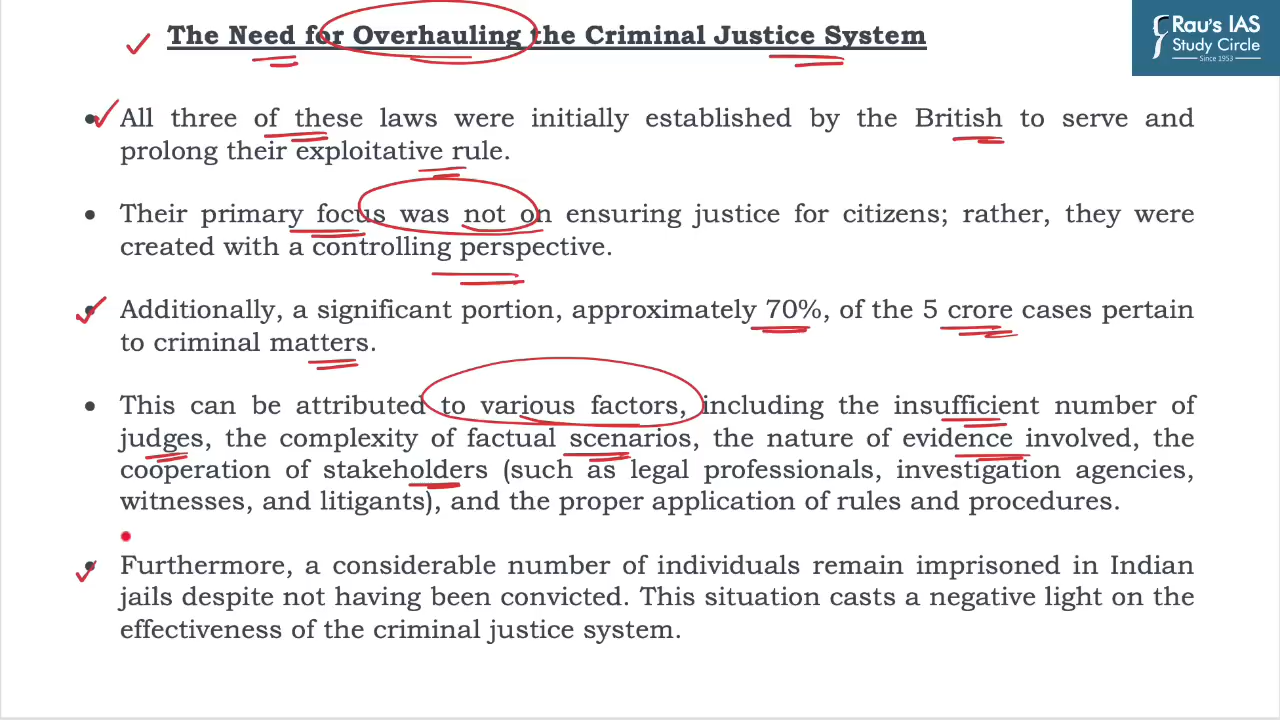 The Need for Overhauling the Criminal Justice System
Rau's IAS
Study Circle
Since 1953
• All three of these laws were initially established by the British to serve and
prolong their exploitative rule.
• Their primary focus was not on ensuring justice for citizens; rather, they were
created with a controlling perspective.
• Additionally, a significant portion, approximately 70%, of the 5 crore cases pertain
to criminal matters.
• This can be attributed to various factors, including the insufficient number of
judges, the complexity of factual scenarios, the nature of evidence involved, the
cooperation of stakeholders (such as legal professionals, investigation agencies,
witnesses, and litigants), and the proper application of rules and procedures.
• Furthermore, a considerable number of individuals remain imprisoned in Indian
jails despite not having been convicted. This situation casts a negative light on the
effectiveness of the criminal justice system.